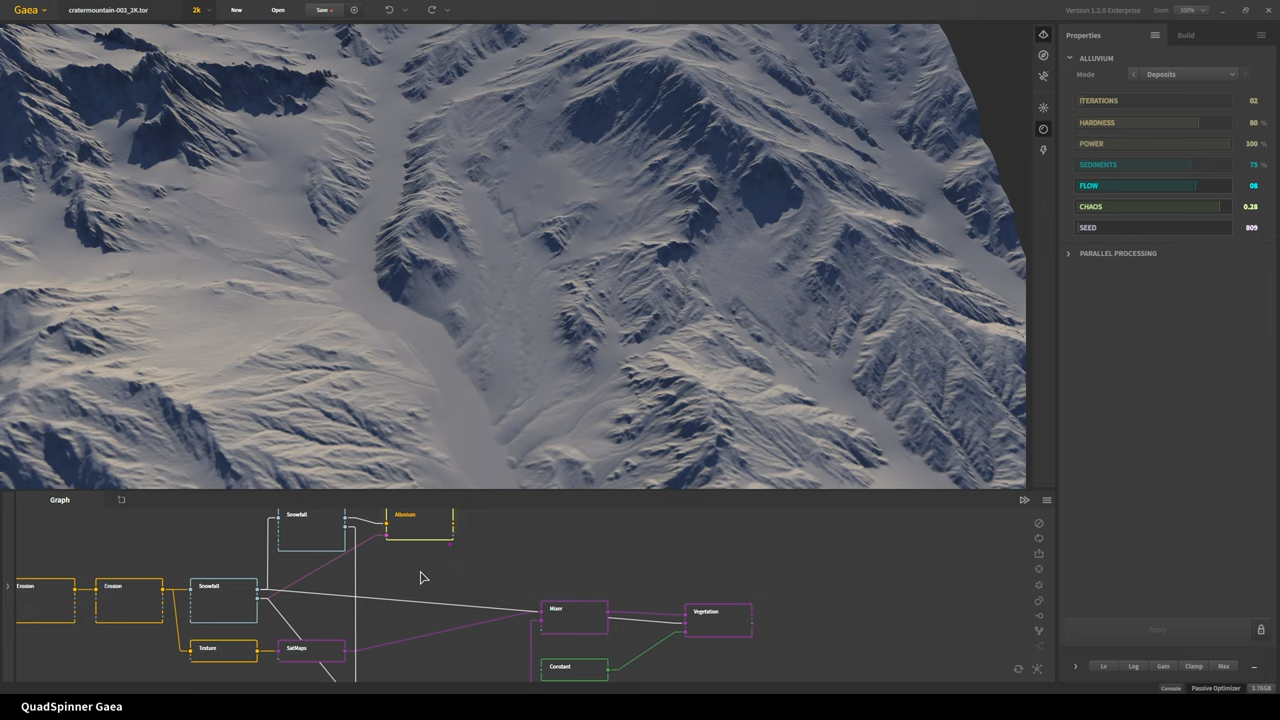 Gaea
cratermountain-003_2K.tor
2k
New
Open
Save
Version 1.2.0 Enterprise
Zoom
100%
Properties
Build
ALLUVIUM
Mode
Deposits
ITERATIONS 02
HARDNESS 80 %
POWER 100 %
SEDIMENTS 75 %
FLOW 08
CHAOS 0.28
SEED 809
PARALLEL PROCESSING
Graph
Snowfall
Alluvium
Erosion
Erosion
Snowfall
Mixer
Vegetation
Texture
SatMaps
Constant
Apply
Lv
Log
Gain
Clamp
Max
Console
Passive Optimizer
3.76GB
QuadSpinner Gaea